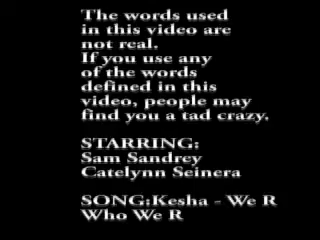 The words used
in this video are
not real.
If you use any
of the words
defined in this
video, people may
find you a tad crazy.
STARRING:
Sam Sandrey
Catelynn Seinera
SONG:Kesha - We R
Who We R